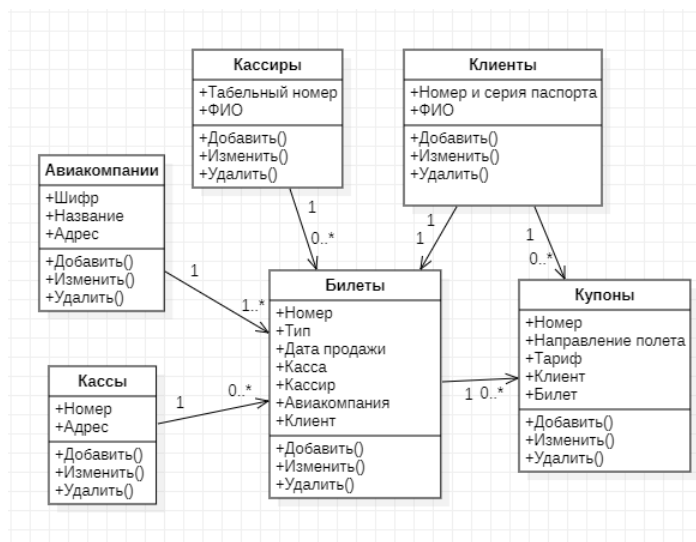 Кассиры
+Табельный номер
+ФИО
+Добавить()
+Изменить()
+Удалить()
Клиенты
+Номер и серия паспорта
+ФИО
+Добавить()
+Изменить()
+Удалить()
Авиакомпании
+Шифр
+Название
+Адрес
+Добавить()
+Изменить()
+Удалить()
1
0..*
1
1
1
0..*
1
1..*
Билеты
+Номер
+Тип
+Дата продажи
+Касса
+Кассир
+Авиакомпания
+Клиент
+Добавить()
+Изменить()
+Удалить()
Купоны
+Номер
+Направление полета
+Тариф
+Клиент
+Билет
+Добавить()
+Изменить()
+Удалить()
Кассы
+Номер
+Адрес
+Добавить()
+Изменить()
+Удалить()
1
0..*
1
0..*